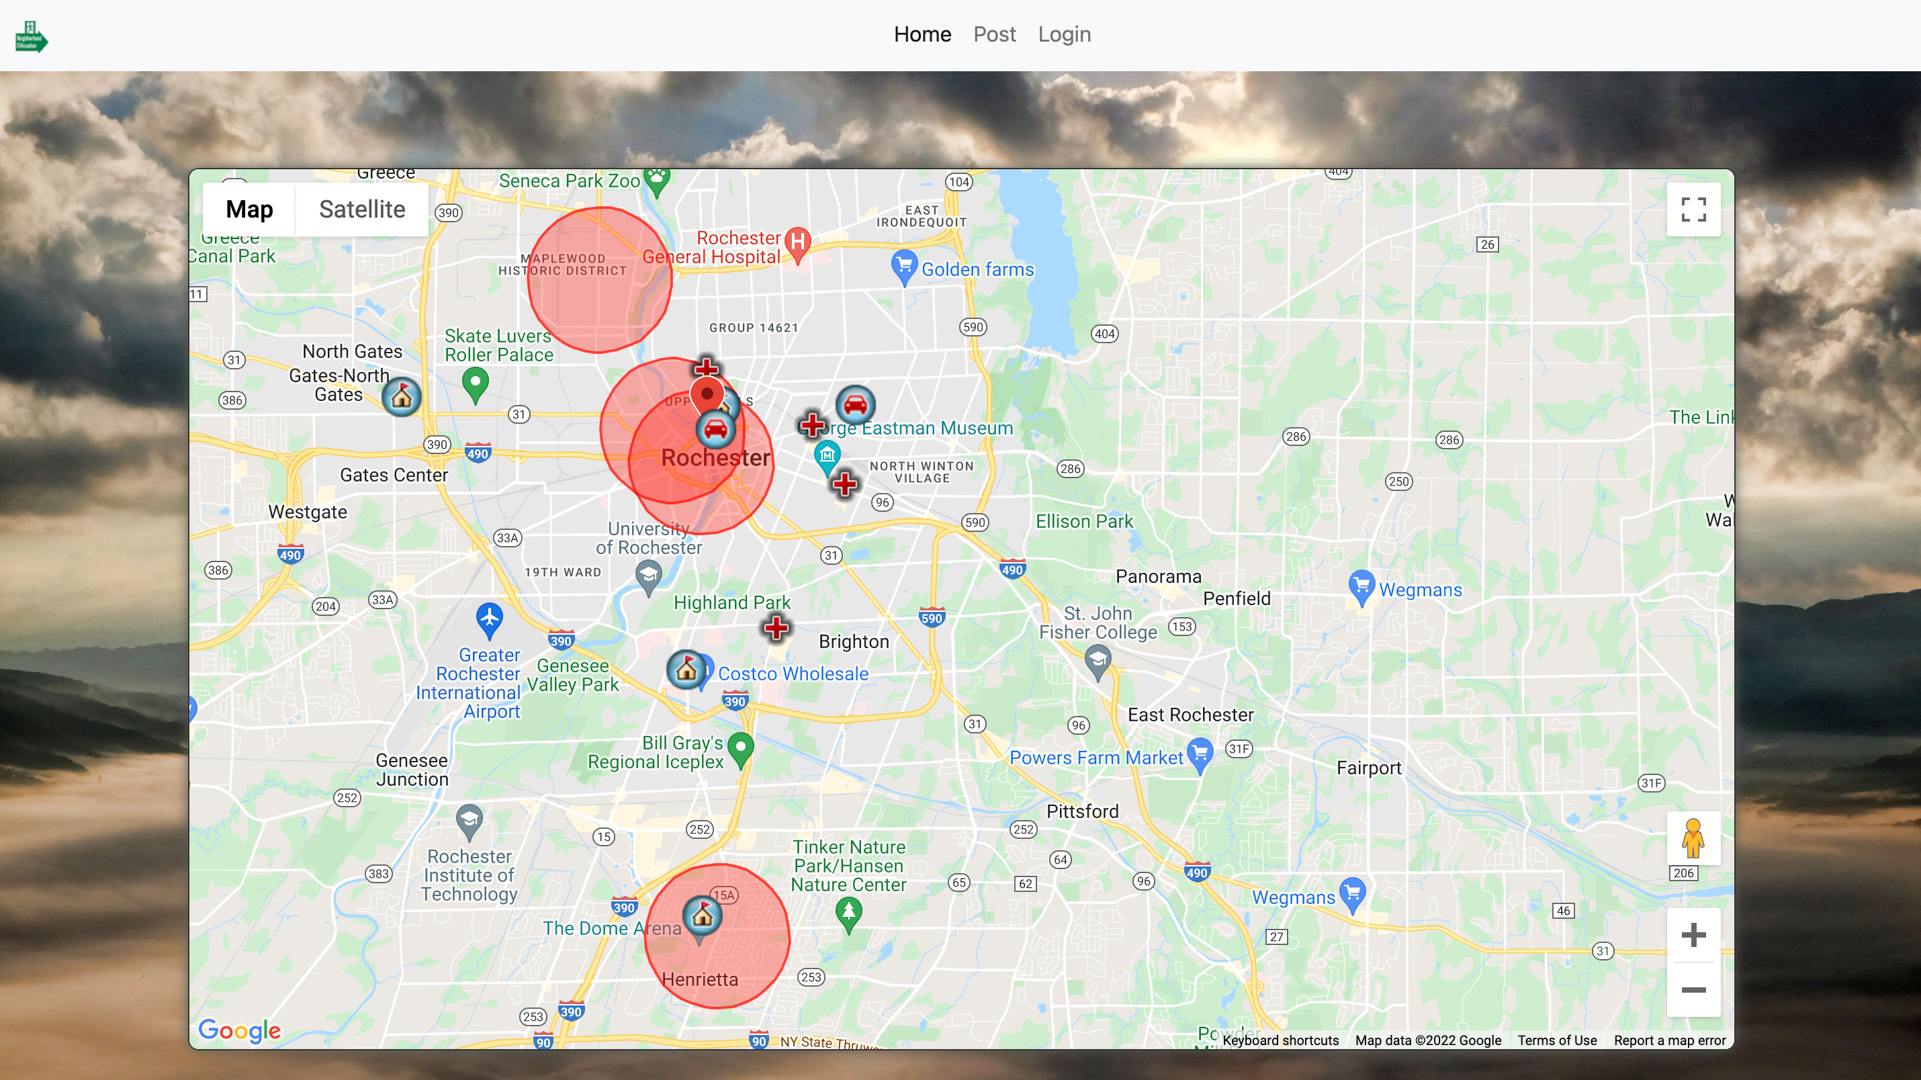 Neighborhood
Evacuation
Home
Post
Login
Map
Satellite
Greece
Greece
Canal Park
390
Seneca Park Zoo
104
404
EAST
IRONDEQUOIT
26
Rochester
General Hospital
H
MAPLEWOOD
HISTORIC DISTRICT
Golden farms
11
GROUP 14621
590
404
Skate Luvers
Roller Palace
North Gates
31
Gates-North
Gates
386
31
UPP
LS
The Link
George Eastman Museum
M
390
490
Rochester
286
286
286
Gates Center
NORTH WINTON
VILLAGE
250
96
Westgate
590
Ellison Park
University
of Rochester
33A
490
31
386
19TH WARD
490
Panorama
Penfield
Wegmans
33A
204
Highland Park
590
St. John
Fisher College
153
390
Brighton
Greater
Rochester
International
Airport
Genesee
Valley Park
Costco Wholesale
390
East Rochester
31
96
Bill Gray's
Regional Iceplex
Powers Farm Market
31F
Genesee
Junction
Fairport
31F
252
Pittsford
15
252
252
Tinker Nature
Park/Hansen
Nature Center
64
Rochester
Institute of
Technology
383
65
62
96
490
206
15A
390
Wegmans
46
The Dome Arena
27
31
Henrietta
253
253
390
90
90
NY State Thruw
Google
Keyboard shortcuts
Map data ©2022 Google
Terms of Use
Report a map error